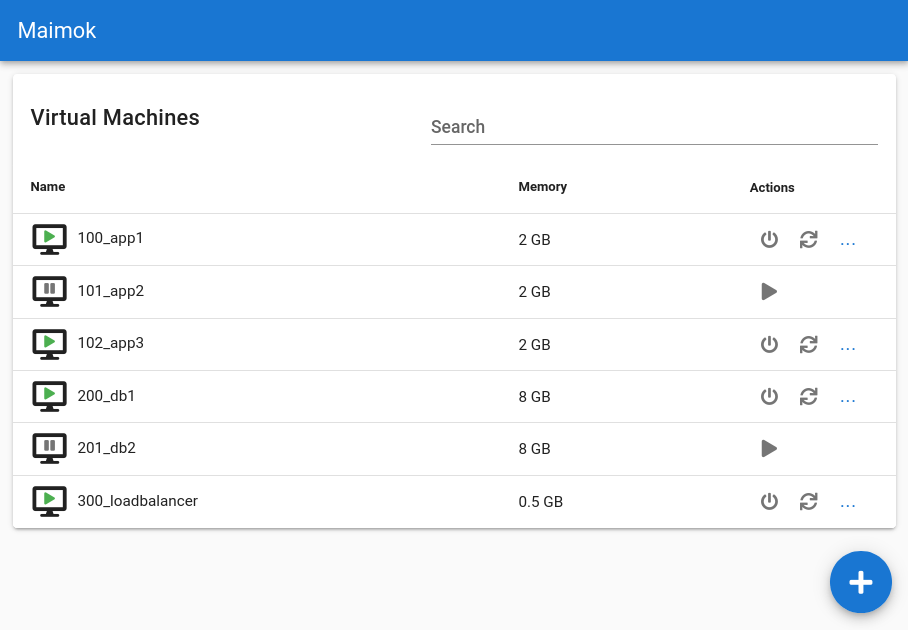 Maimok
Virtual Machines
Search
Name Memory Actions
100_app1 2 GB ...
101_app2 2 GB
102_app3 2 GB ...
200_db1 8 GB ...
201_db2 8 GB
300_loadbalancer 0.5 GB ...